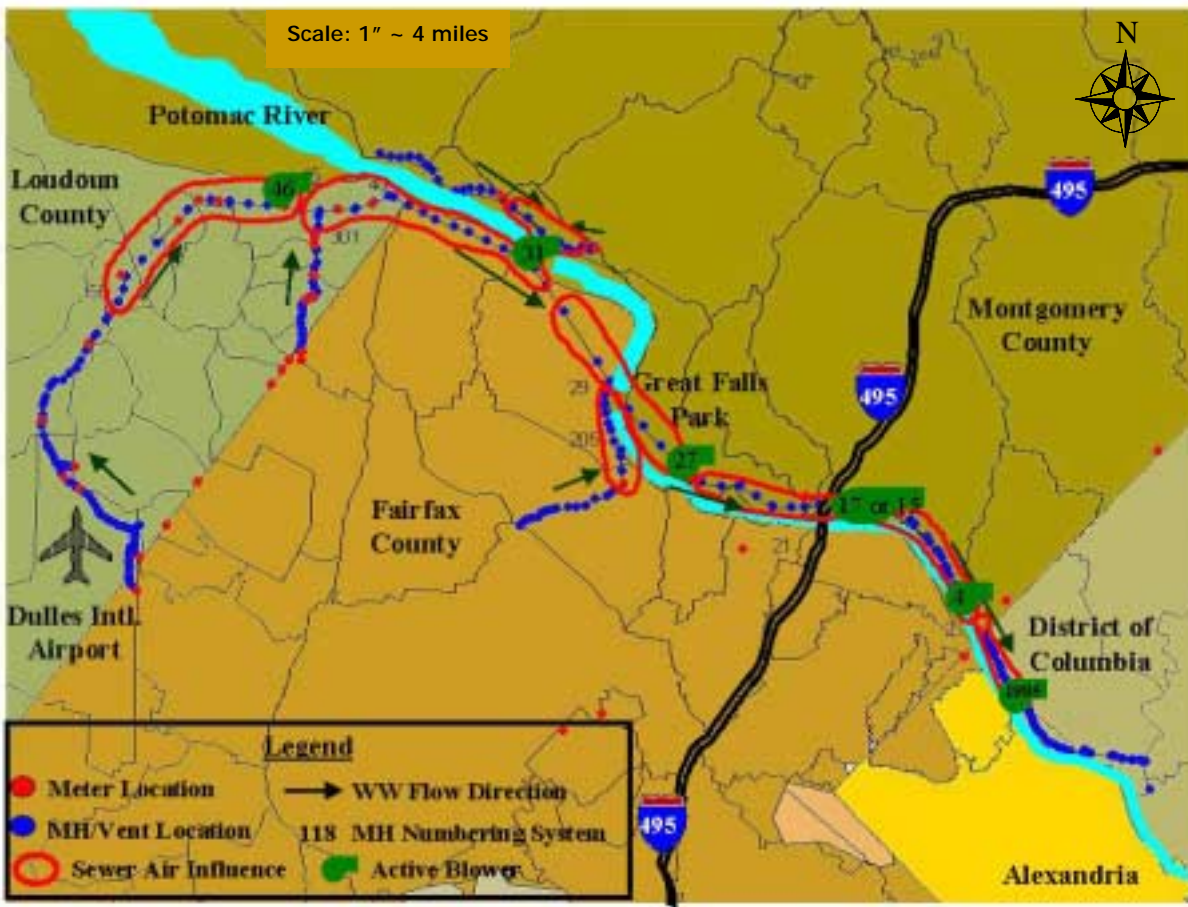 Scale: 1" ~ 4 miles
N
Potomac River
495
Loudoun
County
46
301
31
Montgomery
County
495
Great Falls
Park
29
205
27
17 or 15
Fairfax
County
21
4
District of
Columbia
Dulles Intl.
Airport
Legend
Meter Location
WW Flow Direction
MH/Vent Location
118 MH Numbering System
495
Sewer Air Influence
Active Blower
Alexandria